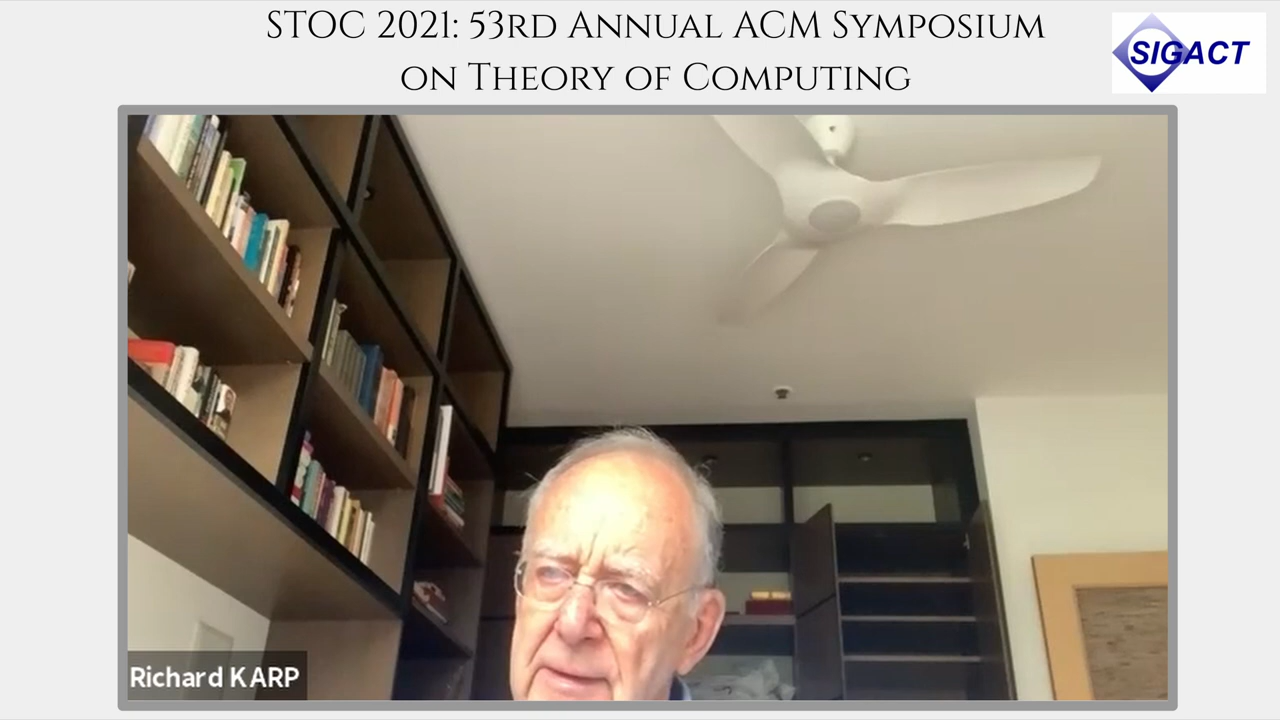 STOC 2021: 53rd Annual ACM Symposium
on Theory of Computing
SIGACT
Richard KARP